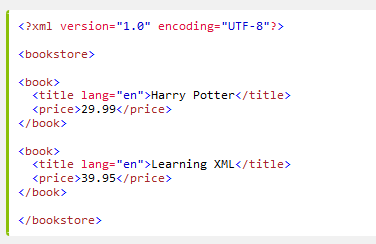 <?xml version="1.0" encoding="UTF-8"?>
<bookstore>
<book>
<title lang="en">Harry Potter</title>
<price>29.99</price>
</book>
<book>
<title lang="en">Learning XML</title>
<price>39.95</price>
</book>
</bookstore>